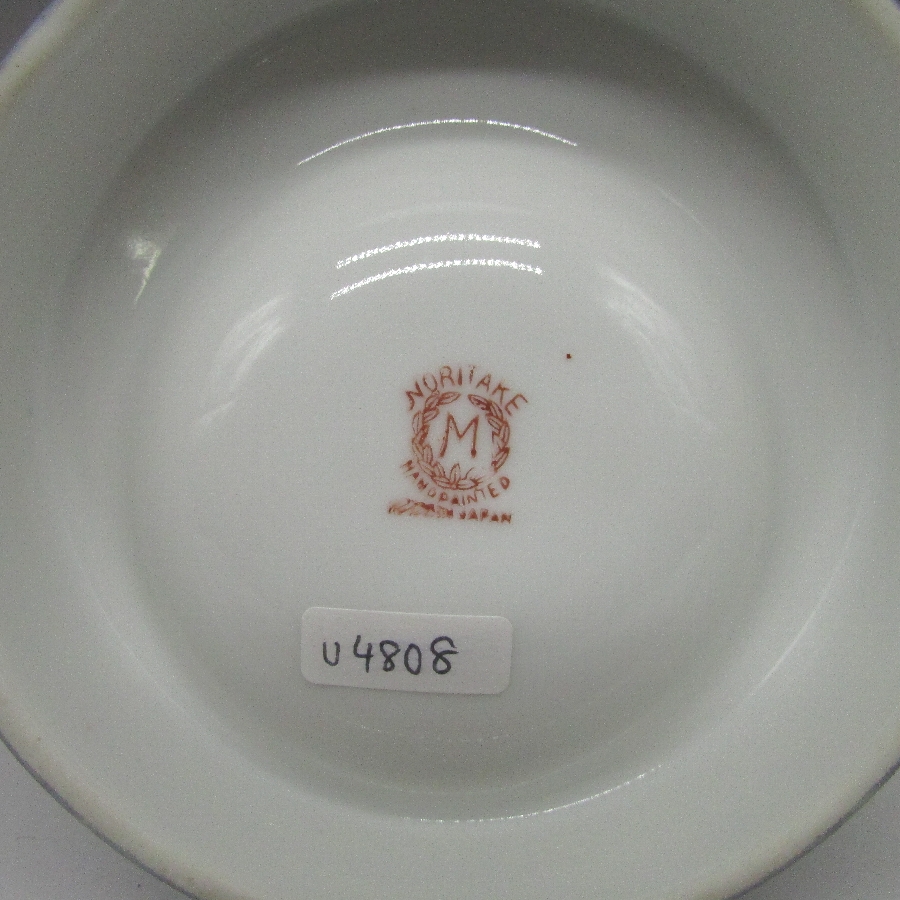 NORITAKE
M
HANDPAINTED
JAPAN
U4808